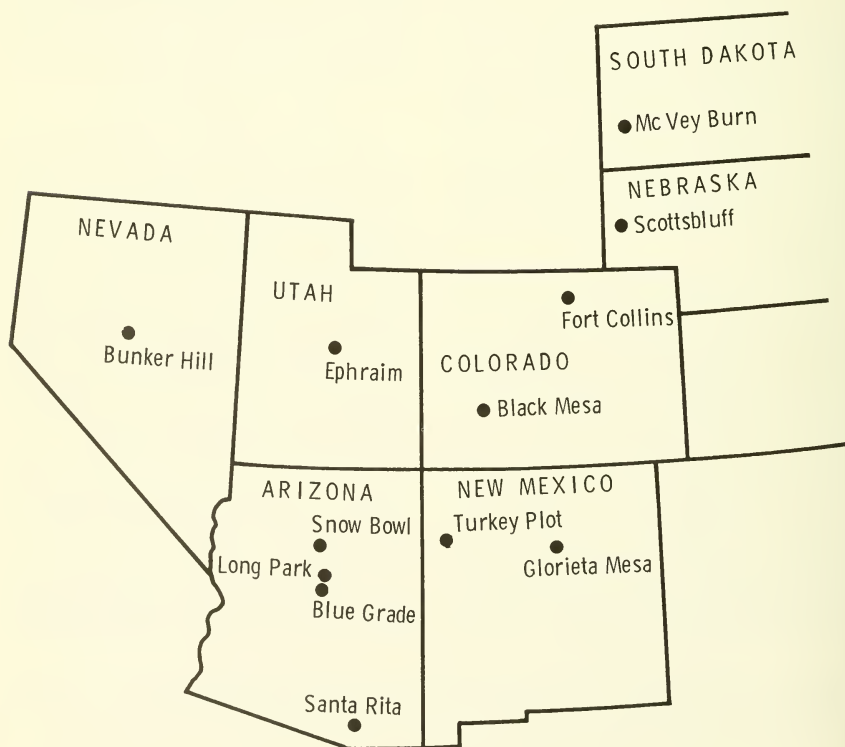 SOUTH DAKOTA
Mc Vey Burn
NEBRASKA
Scottsbluff
NEVADA
Bunker Hill
UTAH
Ephraim
Fort Collins
COLORADO
Black Mesa
ARIZONA
Snow Bowl
Long Park
Blue Grade
Santa Rita
NEW MEXICO
Turkey Plot
Glorieta Mesa